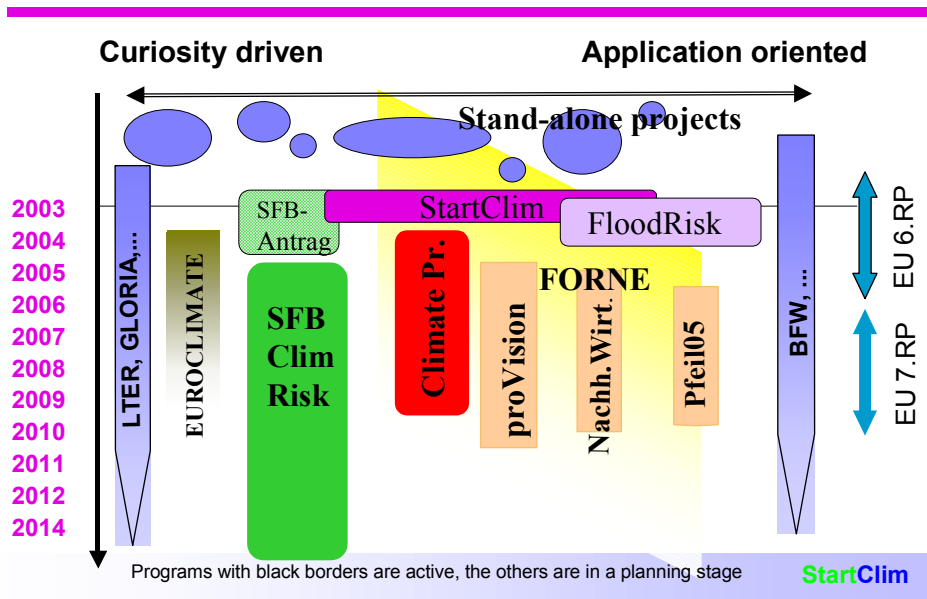 Curiosity driven
Application oriented
Stand-alone projects
2003
2004
2005
2006
2007
2008
2009
2010
2011
2012
2014
LTER, GLORIA,...
EUROCLIMATE
SFB-
Antrag
SFB
Clim
Risk
StartClim
Climate Pr.
FloodRisk
FORNE
proVision
Nachh.Wirt.
Pfeil05
BFW, ...
EU 6.RP
EU 7.RP
Programs with black borders are active, the others are in a planning stage
StartClim